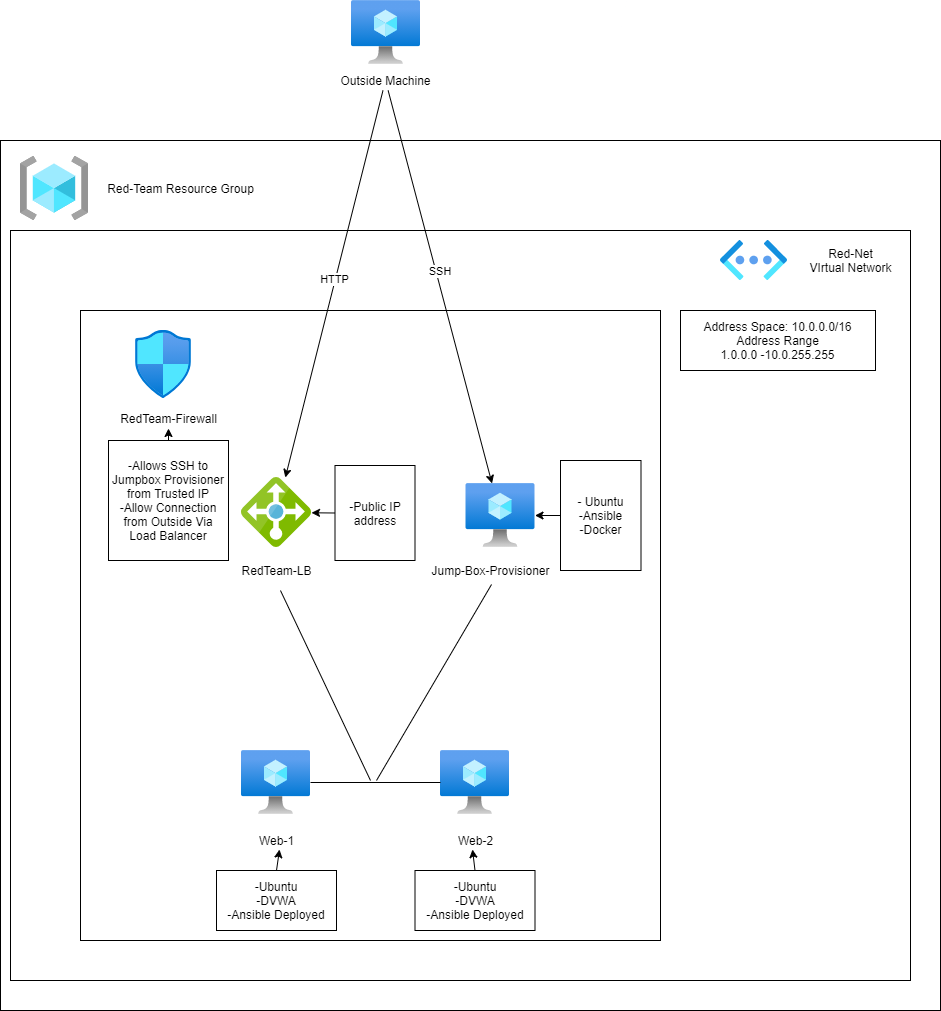 Outside Machine
Red-Team Resource Group
Red-Net
VIrtual Network
HTTP
SSH
Address Space: 10.0.0.0/16
Address Range
1.0.0.0 -10.0.255.255
RedTeam-Firewall
-Allows SSH to
Jumpbox Provisioner
from Trusted IP
-Allow Connection
from Outside Via
Load Balancer
-Public IP
address
- Ubuntu
-Ansible
-Docker
RedTeam-LB
Jump-Box-Provisioner
Web-1
Web-2
-Ubuntu
-DVWA
-Ansible Deployed
-Ubuntu
-DVWA
-Ansible Deployed